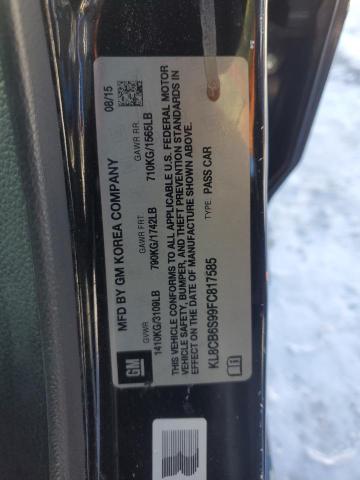 MFD BY GM KOREA COMPANY 08/15
GVWR GAWR FRT GAWR RR
1410KG/3109LB 790KG/1742LB 710KG/1565LB
THIS VEHICLE CONFORMS TO ALL APPLICABLE U.S. FEDERAL MOTOR
VEHICLE SAFETY, BUMPER, AND THEFT PREVENTION STANDARDS IN
EFFECT ON THE DATE OF MANUFACTURE SHOWN ABOVE.
TYPE: PASS CAR
KL8CB6S99FC817585
GM